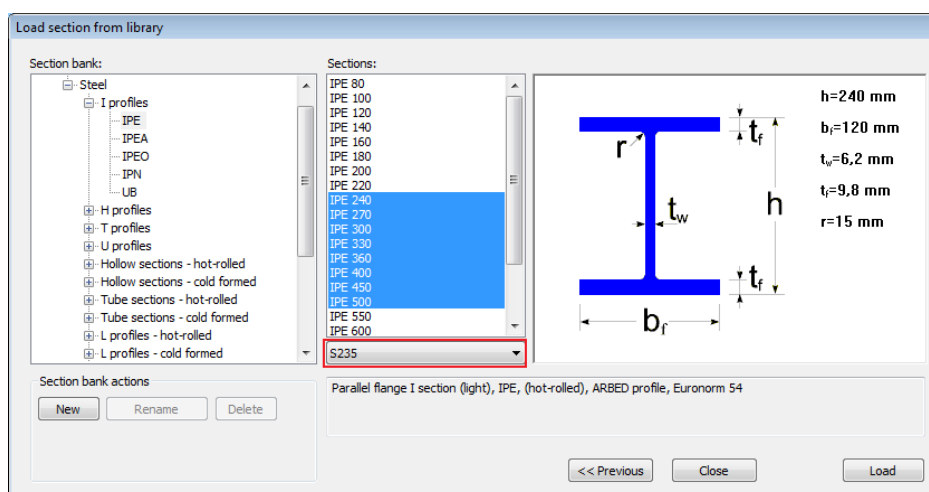 Load section from library
Section bank:
Steel
I profiles
IPE
IPEA
IPEO
IPN
UB
H profiles
T profiles
U profiles
Hollow sections - hot-rolled
Hollow sections - cold formed
Tube sections - hot-rolled
Tube sections - cold formed
L profiles - hot-rolled
L profiles - cold formed
Sections:
IPE 80
IPE 100
IPE 120
IPE 140
IPE 160
IPE 180
IPE 200
IPE 220
IPE 240
IPE 270
IPE 300
IPE 330
IPE 360
IPE 400
IPE 450
IPE 500
IPE 550
IPE 600
S235
r
tf
tw
h
tf
bf
h=240 mm
bf=120 mm
tw=6,2 mm
tf=9,8 mm
r=15 mm
Section bank actions
New Rename Delete
Parallel flange I section (light), IPE, (hot-rolled), ARBED profile, Euronorm 54
<< Previous Close Load